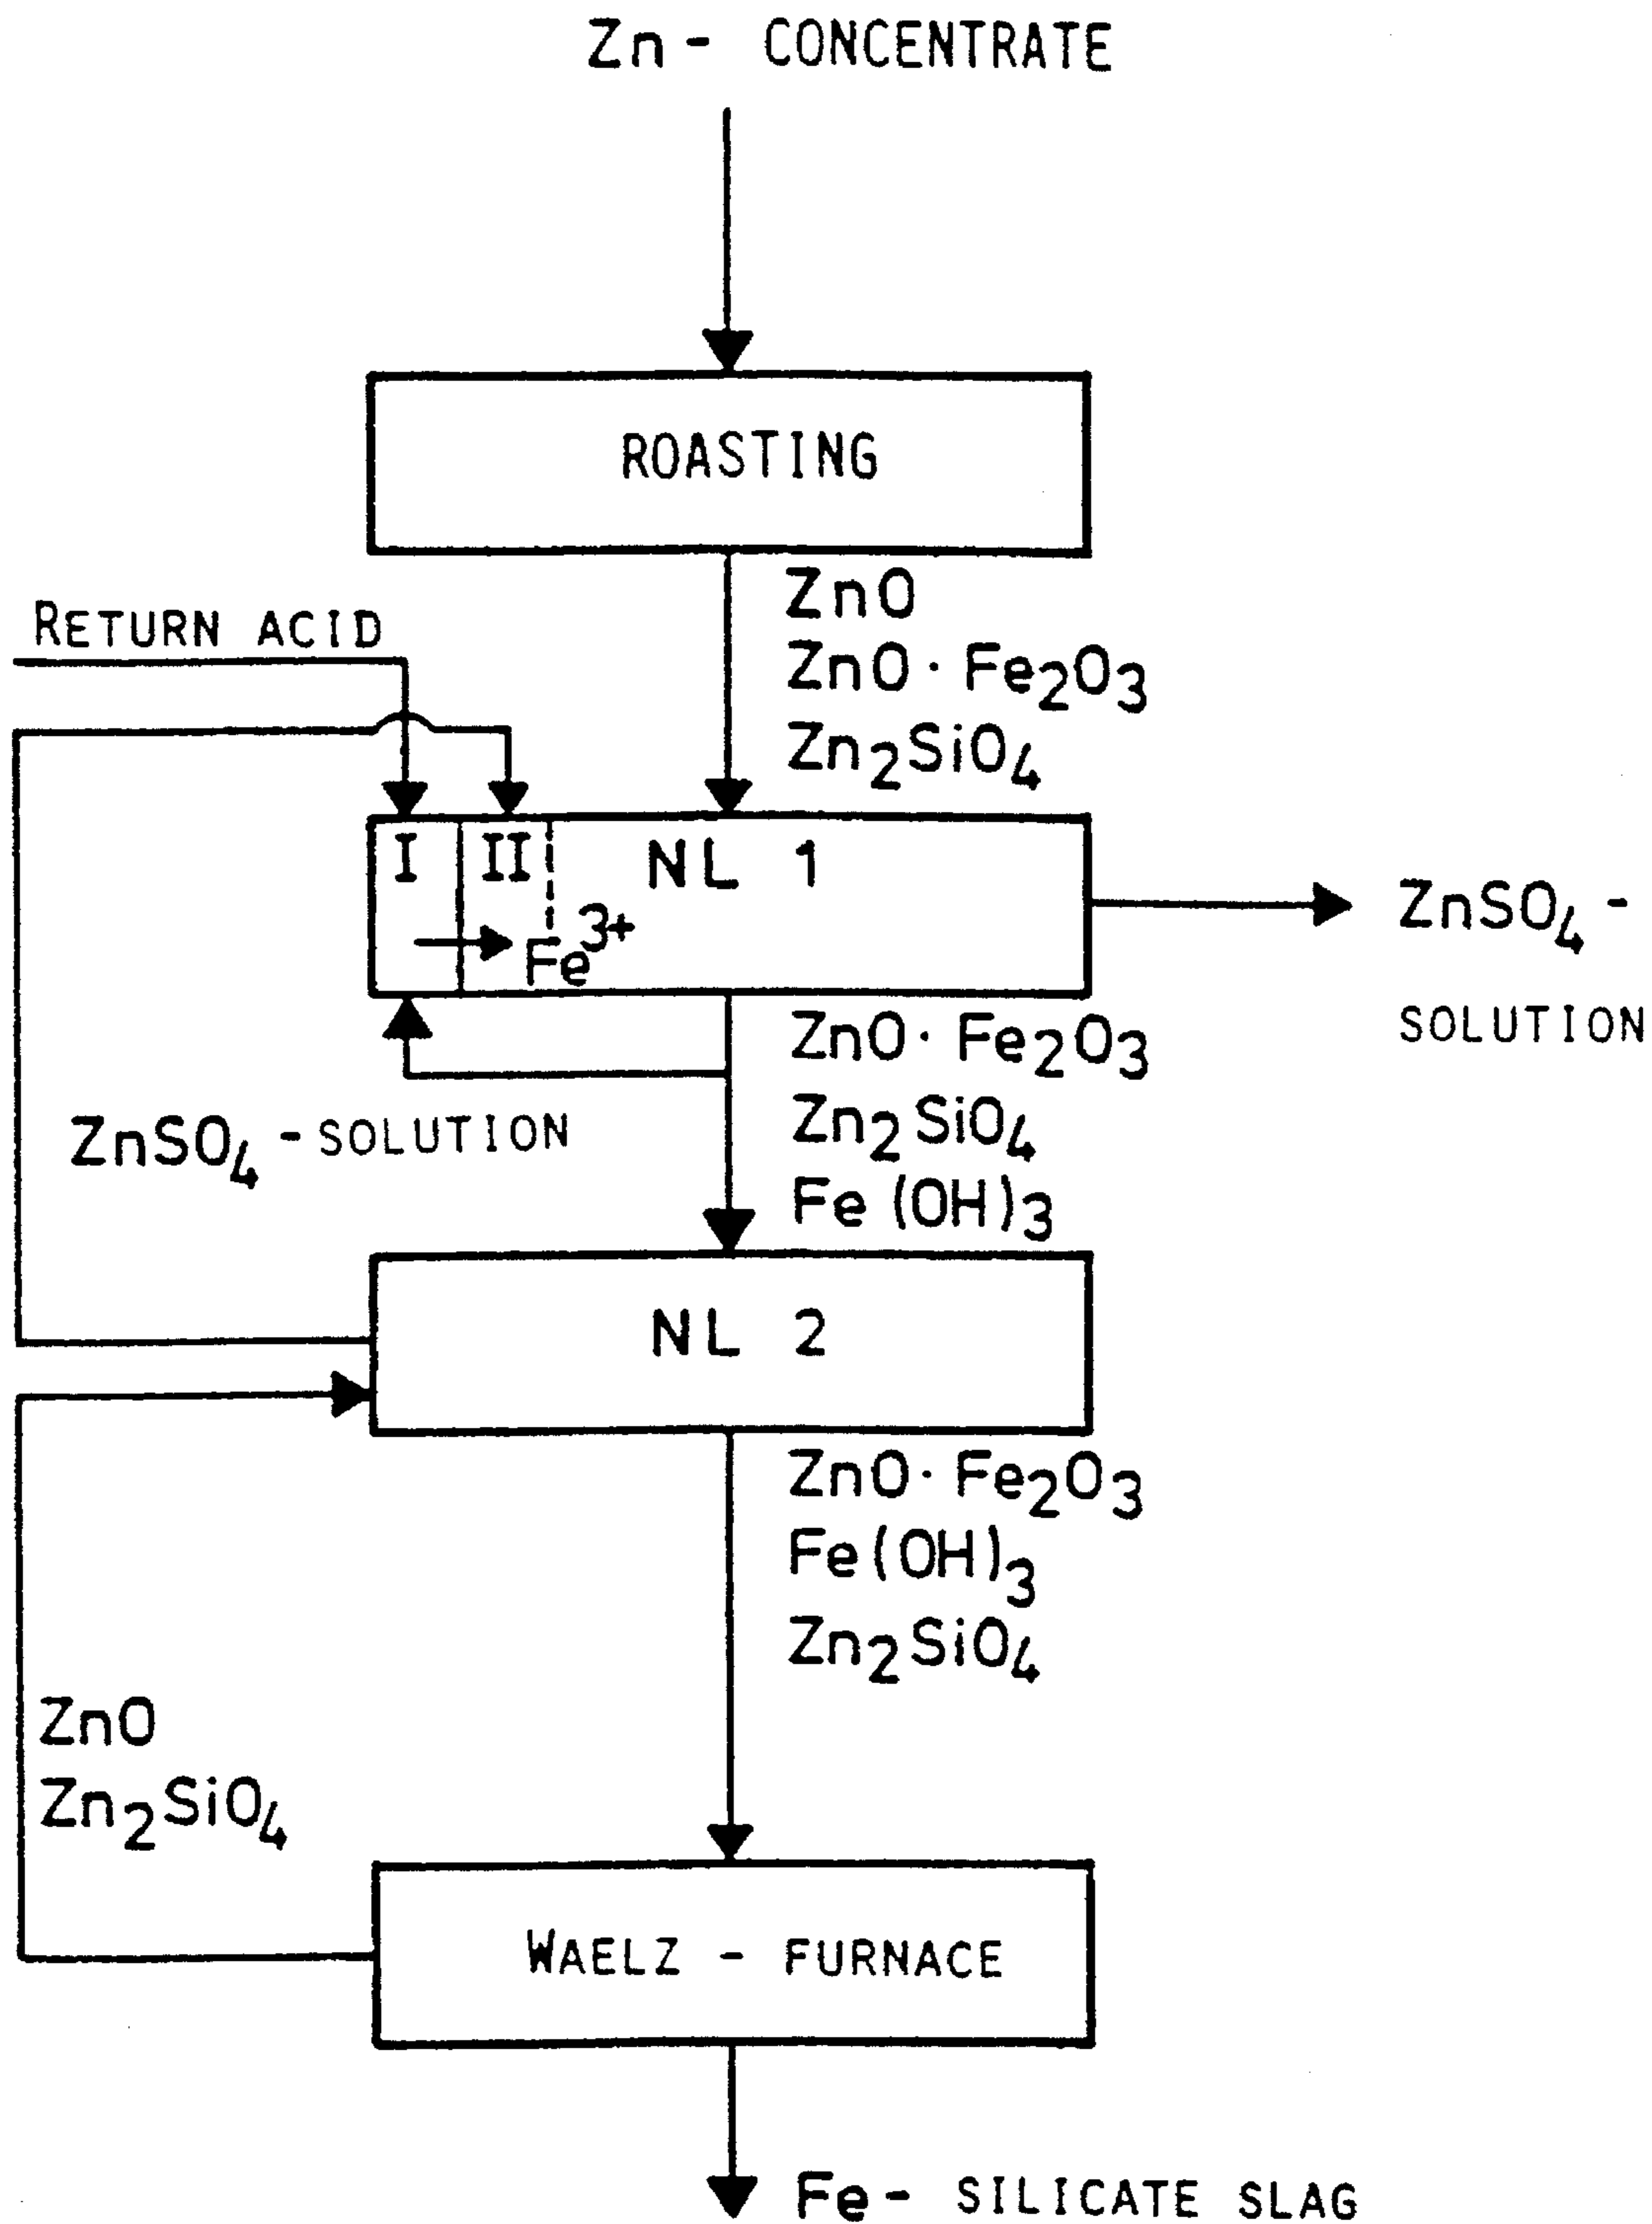 Zn - CONCENTRATE
ROASTING
ZnO
ZnO · Fe₂O₃
Zn₂SiO₄
RETURN ACID
I II NL 1
Fe³⁺
ZnSO₄ -
SOLUTION
ZnO · Fe₂O₃
Zn₂SiO₄
Fe(OH)₃
ZnSO₄ - SOLUTION
NL 2
ZnO · Fe₂O₃
Fe(OH)₃
Zn₂SiO₄
ZnO
Zn₂SiO₄
WAELZ - FURNACE
Fe - SILICATE SLAG